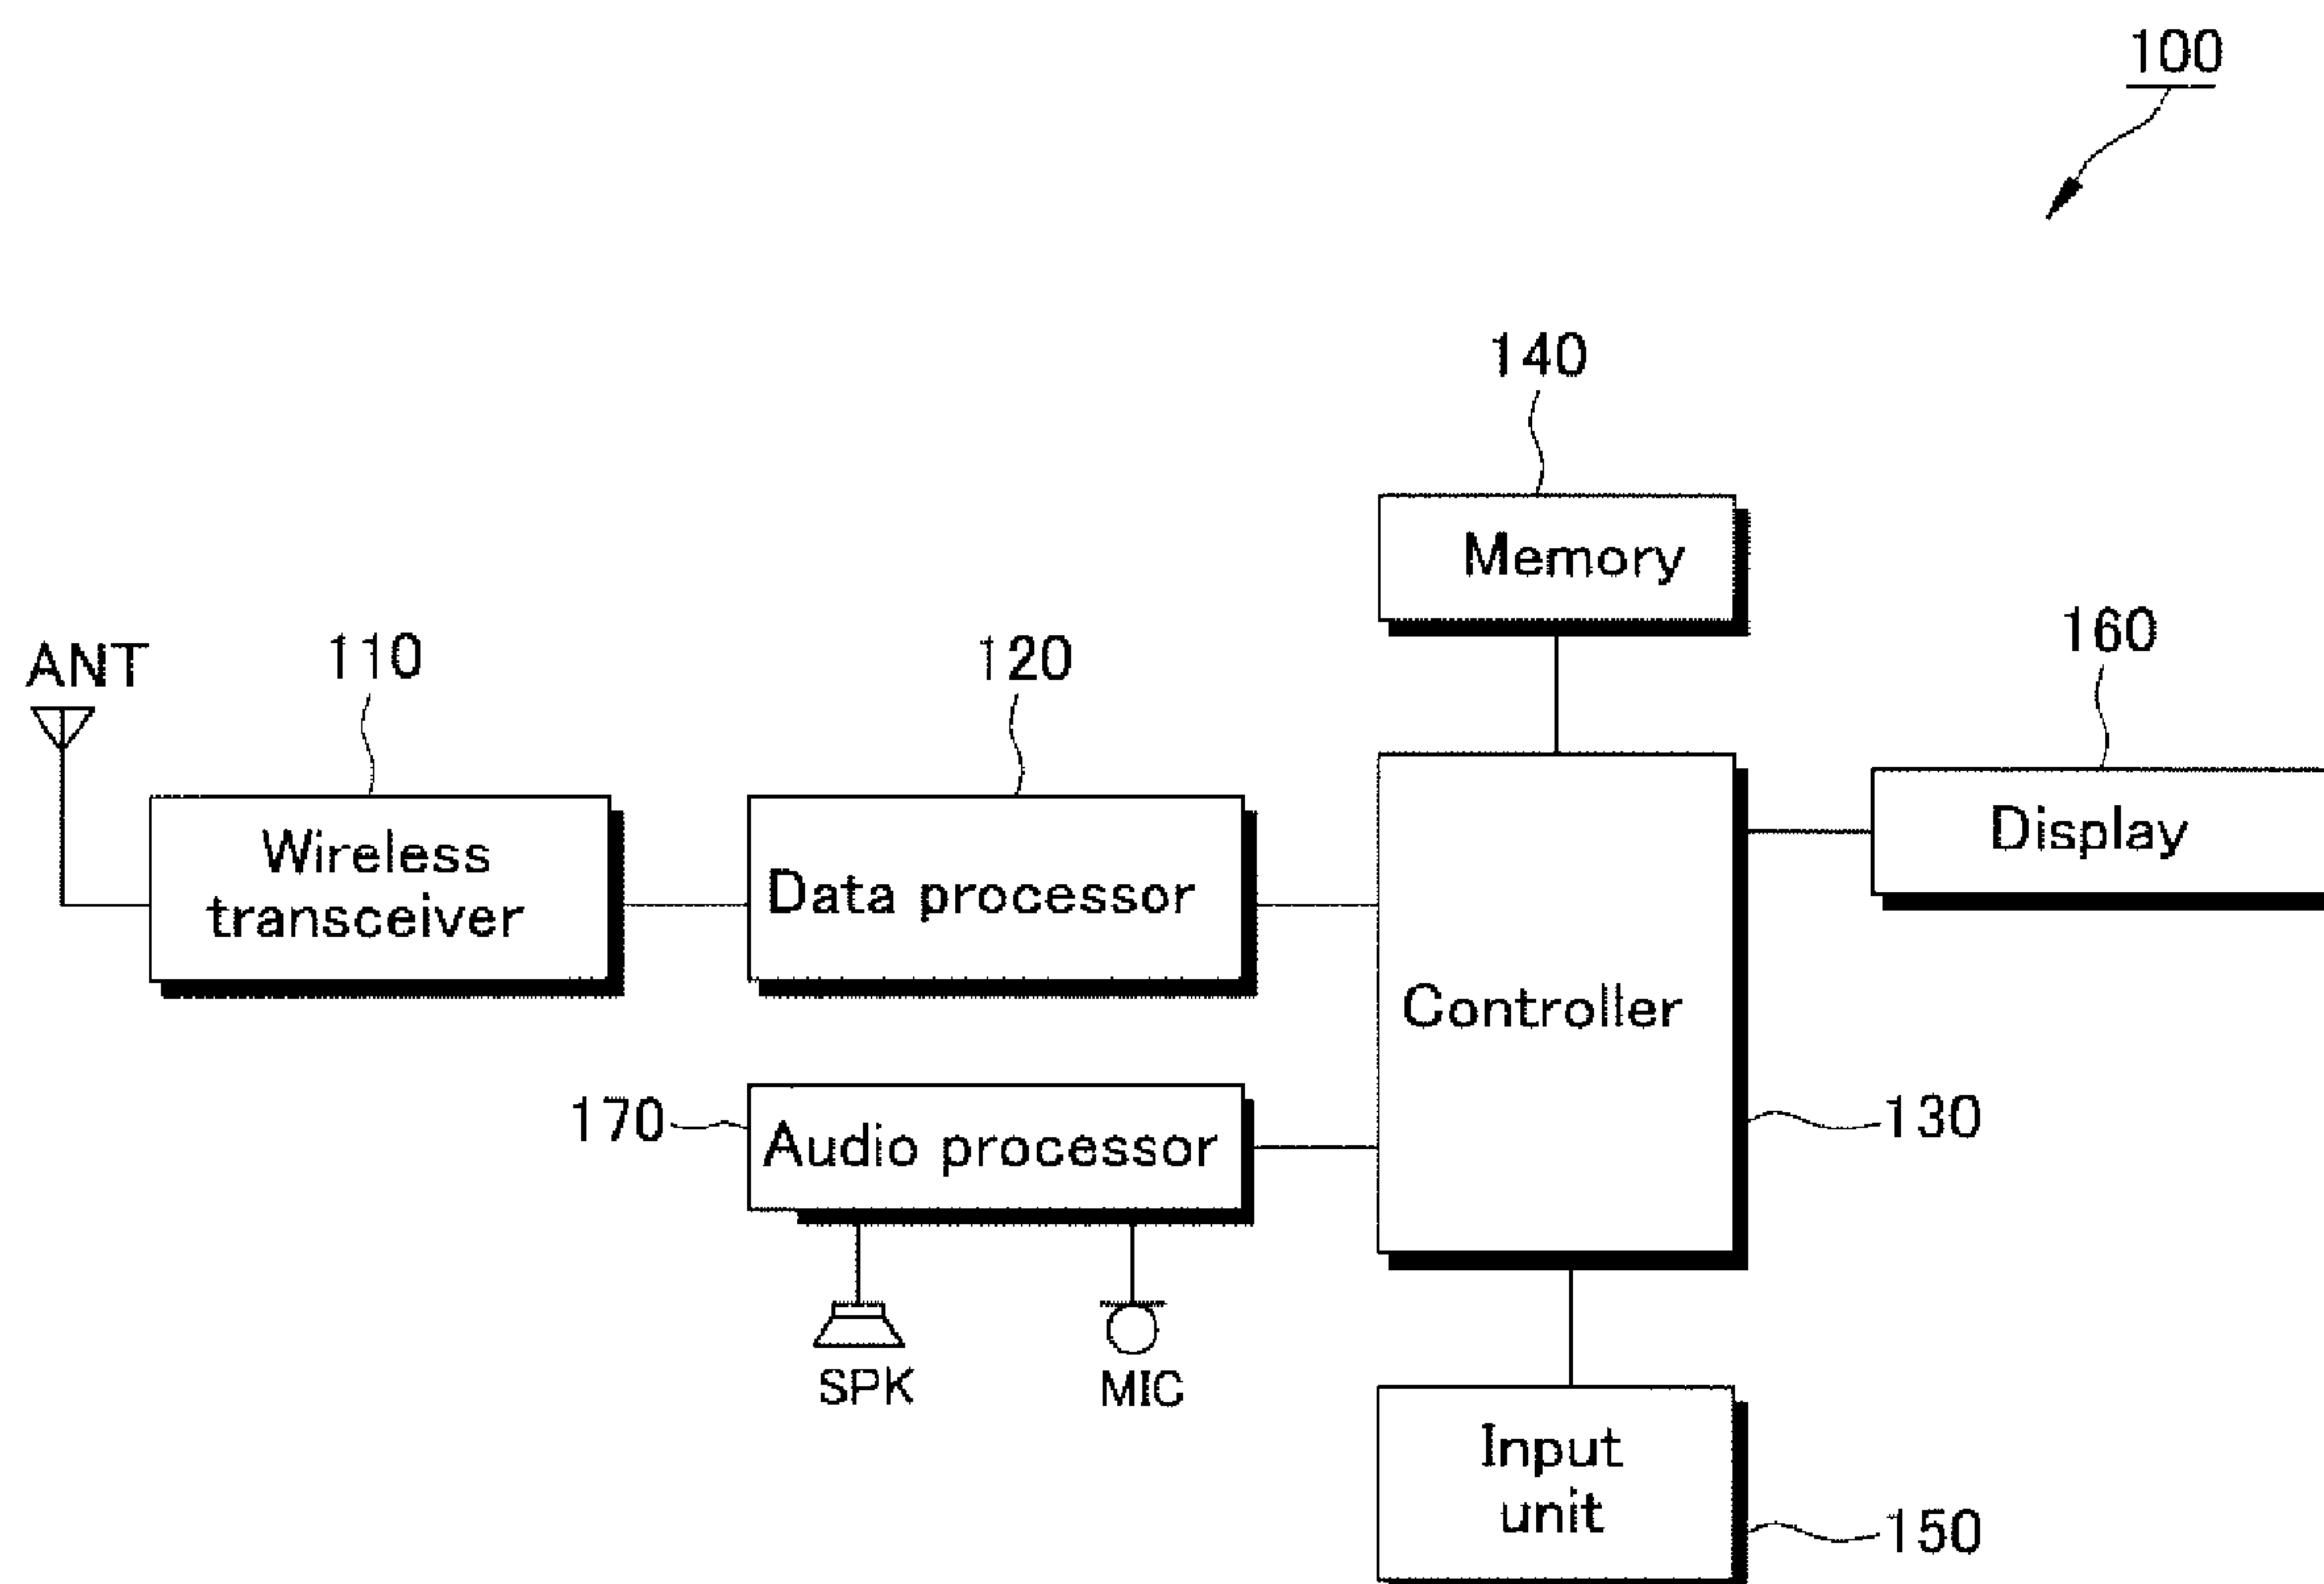 100
140
Memory
160
ANT
110
120
Display
Wireless
transceiver
Data processor
Controller
170
Audio processor
130
SPK
MIC
Input
unit
150